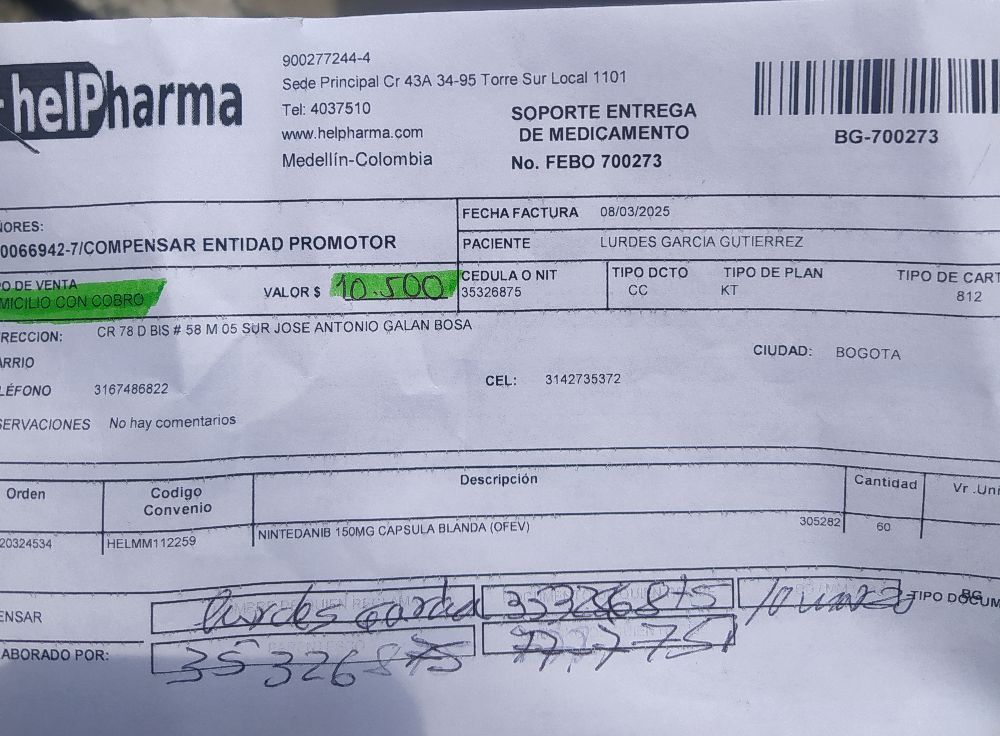 helPharma
900277244-4
Sede Principal Cr 43A 34-95 Torre Sur Local 1101
Tel: 4037510
www.helpharma.com
Medellín-Colombia
SOPORTE ENTREGA
DE MEDICAMENTO
No. FEBO 700273
BG-700273
ÑORES:
0066942-7/COMPENSAR ENTIDAD PROMOTOR
FECHA FACTURA 08/03/2025
PACIENTE LURDES GARCIA GUTIERREZ
PO DE VENTA
MICILIO CON COBRO
VALOR $ 10.500
CEDULA O NIT
35326875
TIPO DCTO
CC
TIPO DE PLAN
KT
TIPO DE CART
812
RECCION: CR 78 D BIS # 58 M 05 SUR JOSE ANTONIO GALAN BOSA
ARRIO
CIUDAD: BOGOTA
LÉFONO 3167486822
CEL: 3142735372
SERVACIONES No hay comentarios
Orden Codigo Convenio Descripción Cantidad Vr .Uni
20324534 HELMM112259 NINTEDANIB 150MG CAPSULA BLANDA (OFEV) 305282 60
ENSAR Lurdes Garcia 35326875 10 marzo TIPO DOCUM
BG
ABORADO POR: 35326875